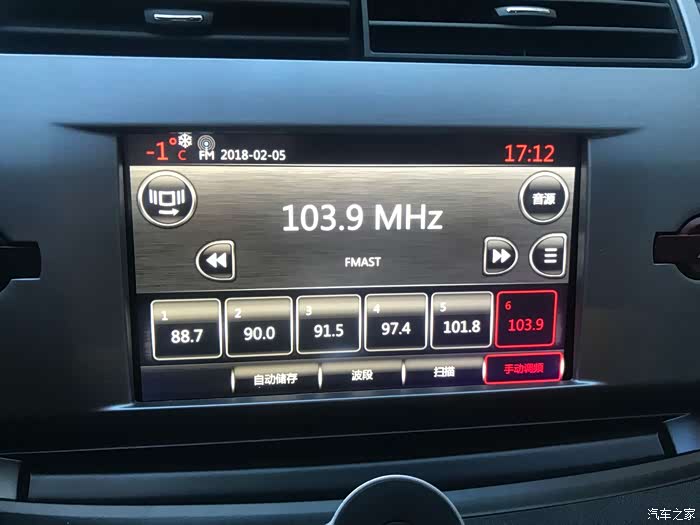 -1°C FM 2018-02-05 17:12
音源
103.9 MHz
FMAST
1 2 3 4 5 6
88.7 90.0 91.5 97.4 101.8 103.9
自动储存 波段 扫描 手动调频
汽车之家